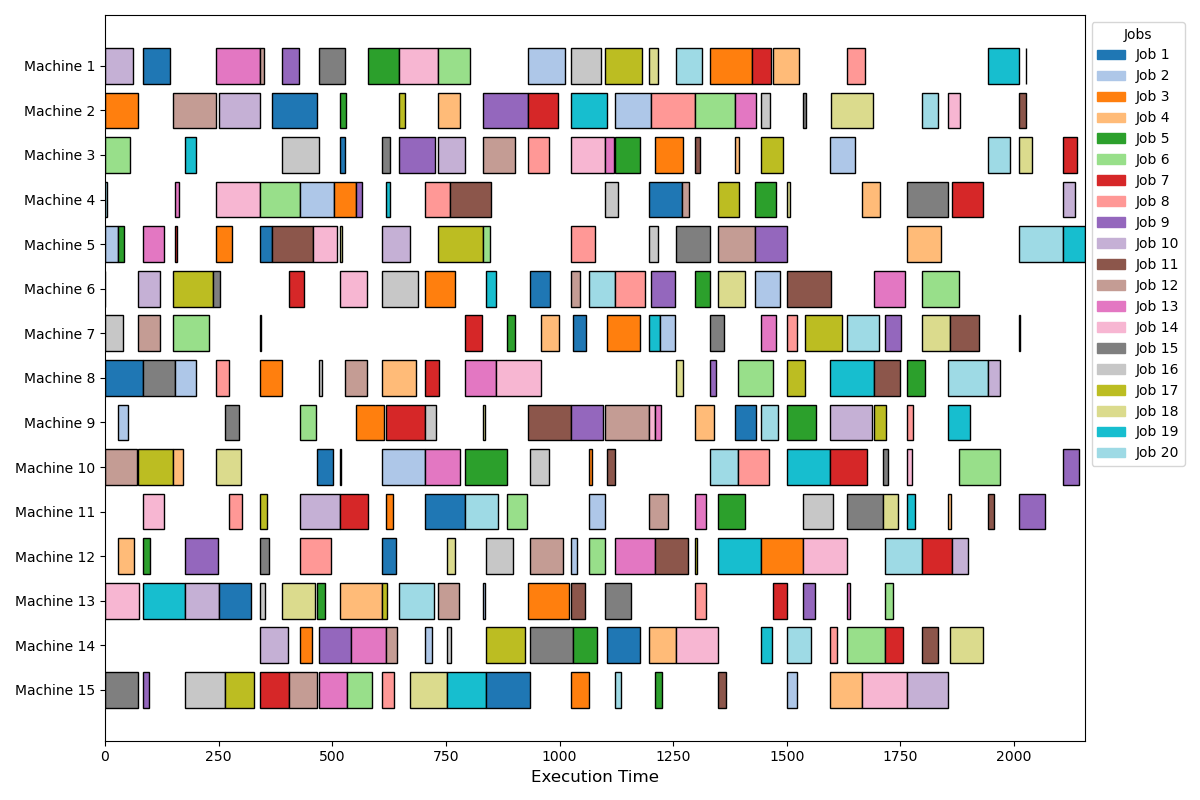 Machine 1
Machine 2
Machine 3
Machine 4
Machine 5
Machine 6
Machine 7
Machine 8
Machine 9
Machine 10
Machine 11
Machine 12
Machine 13
Machine 14
Machine 15
0
250
500
750
1000
1250
1500
1750
2000
Execution Time
Jobs
Job 1
Job 2
Job 3
Job 4
Job 5
Job 6
Job 7
Job 8
Job 9
Job 10
Job 11
Job 12
Job 13
Job 14
Job 15
Job 16
Job 17
Job 18
Job 19
Job 20